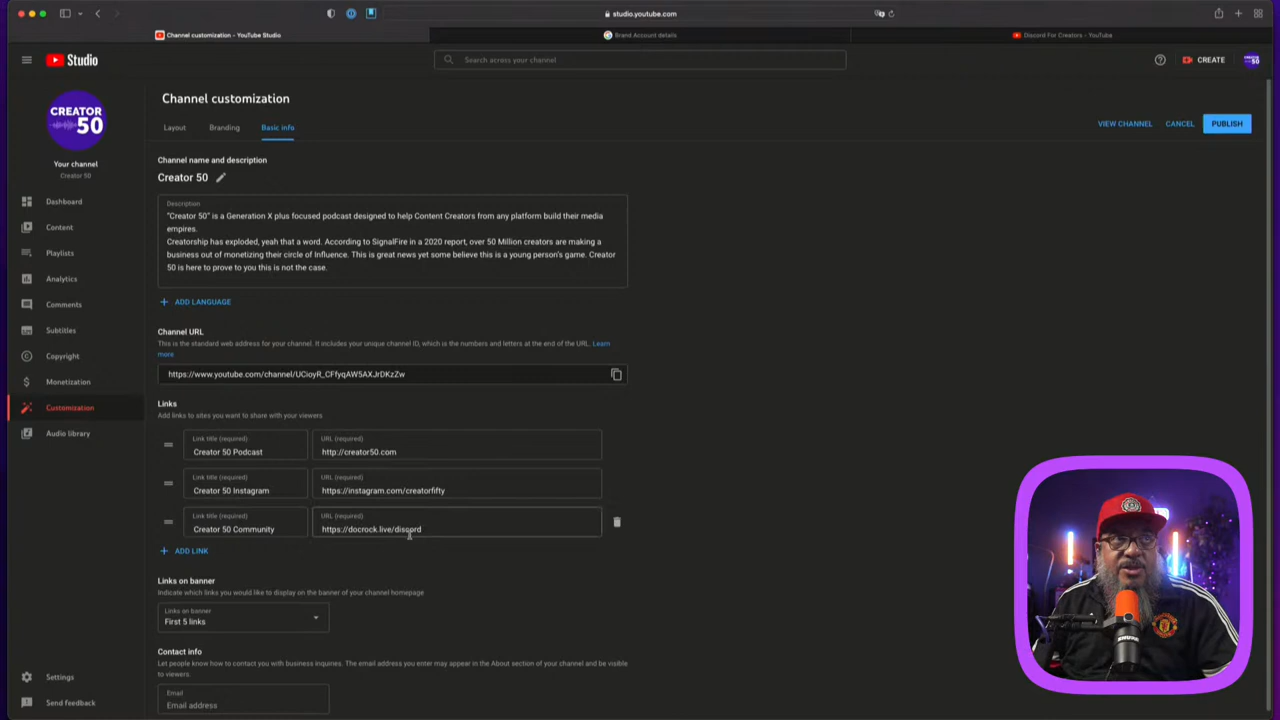 studio.youtube.com
Channel customization - YouTube Studio
Brand Account details
Discord For Creators - YouTube
Studio
Search across your channel
CREATE
CREATOR
50
Your channel
Creator 50
Dashboard
Content
Playlists
Analytics
Comments
Subtitles
Copyright
Monetization
Customization
Audio library
Settings
Send feedback
Channel customization
Layout
Branding
Basic info
VIEW CHANNEL
CANCEL
PUBLISH
Channel name and description
Creator 50
Description
"Creator 50" is a Generation X plus focused podcast designed to help Content Creators from any platform build their media
empires.
Creatorship has exploded, yeah that a word. According to SignalFire in a 2020 report, over 50 Million creators are making a
business out of monetizing their circle of Influence. This is great news yet some believe this is a young person's game. Creator
50 is here to prove to you this is not the case.
ADD LANGUAGE
Channel URL
This is the standard web address for your channel. It includes your unique channel ID, which is the numbers and letters at the end of the URL. Learn
more
https://www.youtube.com/channel/UCioyR_CFfyqAW5AXJrDKzZw
Links
Add links to sites you want to share with your viewers
Link title (required)
URL (required)
Creator 50 Podcast
http://creator50.com
Link title (required)
URL (required)
Creator 50 Instagram
https://instagram.com/creatorfifty
Link title (required)
URL (required)
Creator 50 Community
https://docrock.live/discord
ADD LINK
Links on banner
Indicate which links you would like to display on the banner of your channel homepage
Links on banner
First 5 links
Contact info
Let people know how to contact you with business inquiries. The email address you enter may appear in the About section of your channel and be visible
to viewers.
Email
Email address